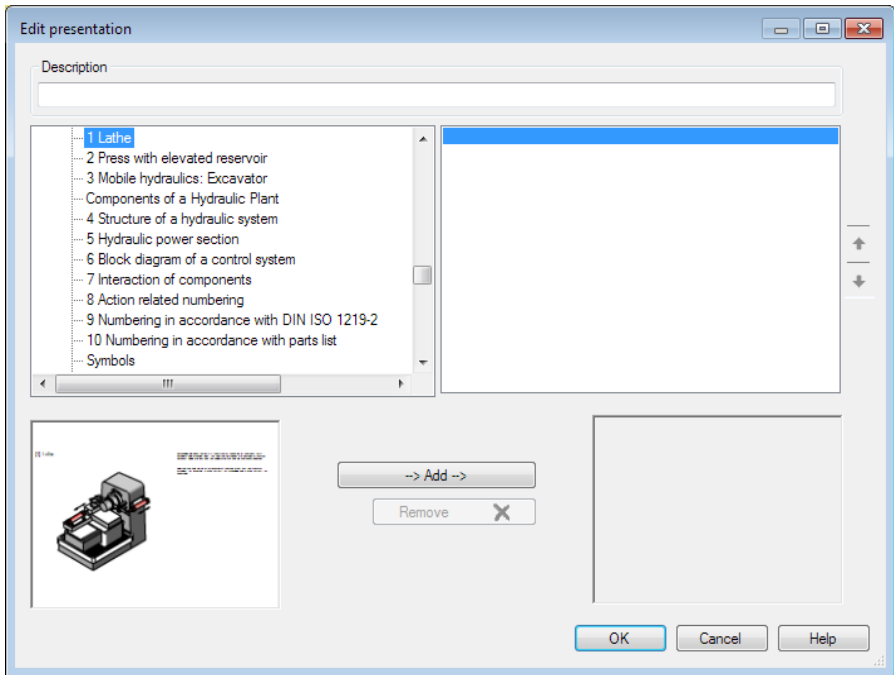 Edit presentation
Description
1 Lathe
2 Press with elevated reservoir
3 Mobile hydraulics: Excavator
Components of a Hydraulic Plant
4 Structure of a hydraulic system
5 Hydraulic power section
6 Block diagram of a control system
7 Interaction of components
8 Action related numbering
9 Numbering in accordance with DIN ISO 1219-2
10 Numbering in accordance with parts list
Symbols
[1] Lathe
--> Add -->
Remove
OK
Cancel
Help